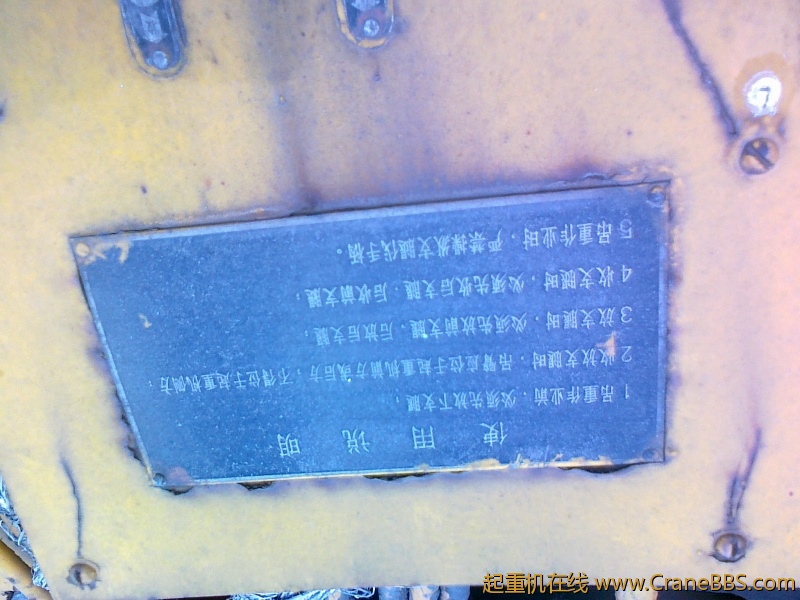 使用说明
1 吊重作业前，必须先放下支腿；
2 收放支腿时，吊臂应位于起重机前方或后方；不得位于起重机侧方；
3 放支腿时，必须先放前支腿，后放后支腿；
4 收支腿时，必须先收后支腿，后收前支腿；
5 吊重作业时，严禁操纵支腿伐手柄。
起重机在线 www.CraneBBS.com